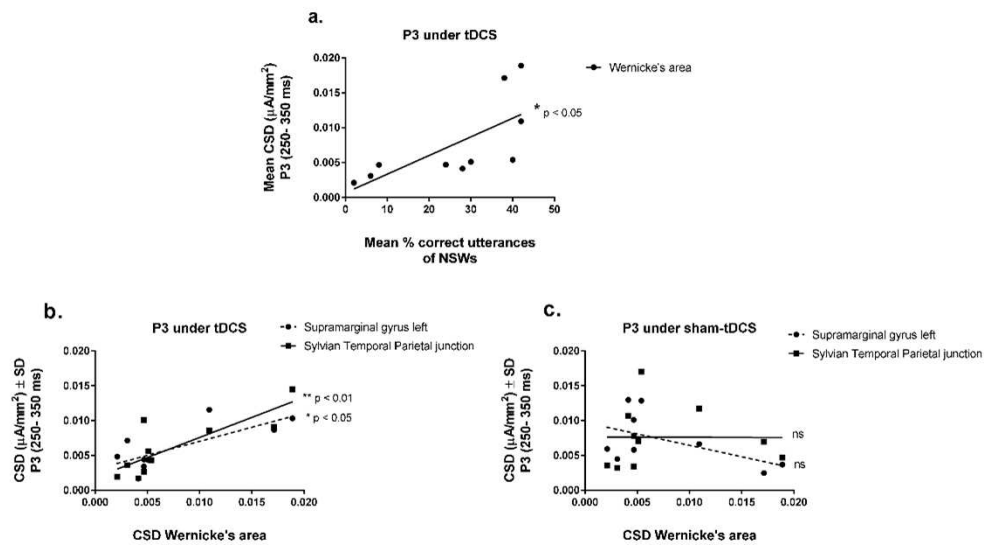 a.
P3 under tDCS
Wernicke's area
Mean CSD (μA/mm²)
P3 (250- 350 ms)
0.020
0.015
0.010
0.005
0.000
* p < 0.05
0 10 20 30 40 50
Mean % correct utterances
of NSWs
b.
P3 under tDCS
Supramarginal gyrus left
Sylvian Temporal Parietal junction
CSD (μA/mm²) ± SD
P3 (250- 350 ms)
0.020
0.015
0.010
0.005
0.000
** p < 0.01
* p < 0.05
0.000 0.005 0.010 0.015 0.020
CSD Wernicke's area
c.
P3 under sham-tDCS
Supramarginal gyrus left
Sylvian Temporal Parietal junction
CSD (μA/mm²) ± SD
P3 (250- 350 ms)
0.020
0.015
0.010
0.005
0.000
ns
ns
0.000 0.005 0.010 0.015 0.020
CSD Wernicke's area